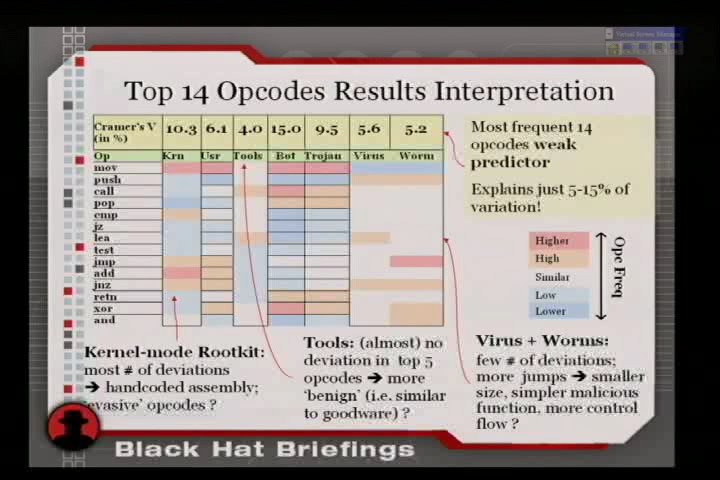 Virtual Screen Manager
Top 14 Opcodes Results Interpretation
Cramer's V (in %) 10.3 6.1 4.0 15.0 9.5 5.6 5.2
Op Krn Usr Tools Bot Trojan Virus Worm
mov
push
call
pop
cmp
jz
lea
test
jmp
add
jnz
retn
xor
and
Most frequent 14
opcodes weak
predictor
Explains just 5-15% of
variation!
Higher
High
Similar
Low
Lower
Opc Freq
Kernel-mode Rootkit:
most # of deviations
➔ handcoded assembly;
'evasive' opcodes ?
Tools: (almost) no
deviation in top 5
opcodes ➔ more
'benign' (i.e. similar
to goodware) ?
Virus + Worms:
few # of deviations;
more jumps ➔ smaller
size, simpler malicious
function, more control
flow ?
Black Hat Briefings